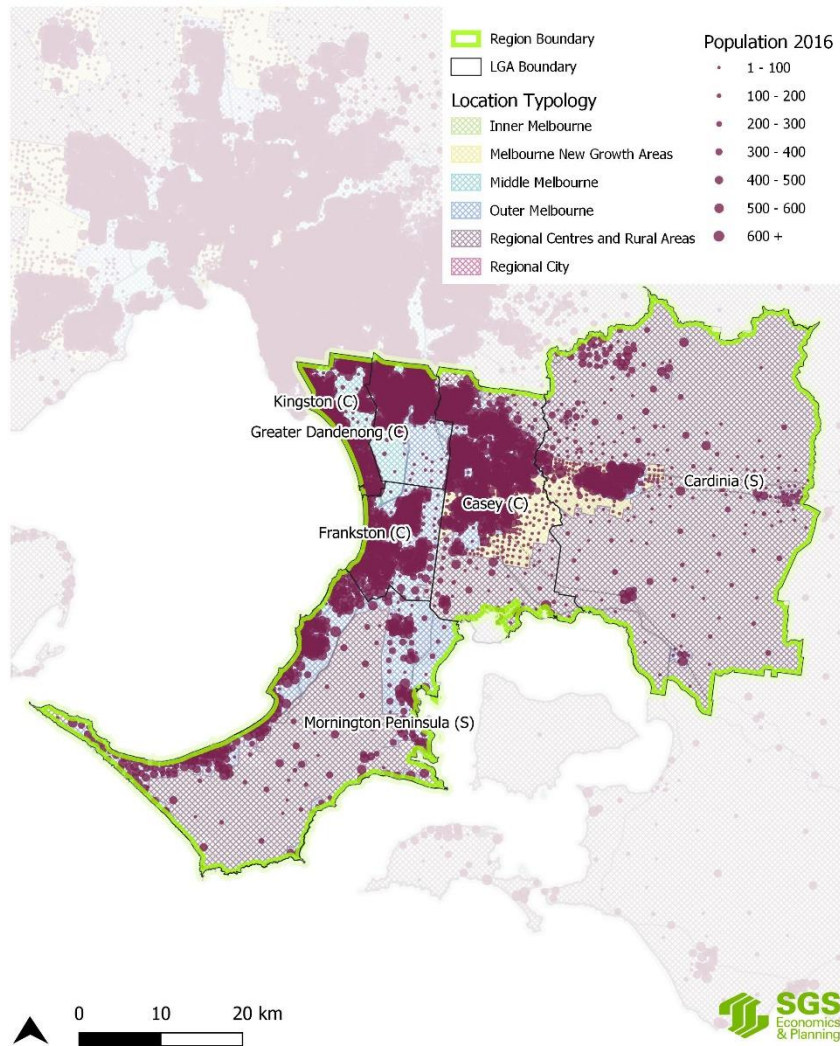 Region Boundary
LGA Boundary
Location Typology
Inner Melbourne
Melbourne New Growth Areas
Middle Melbourne
Outer Melbourne
Regional Centres and Rural Areas
Regional City
Population 2016
1 - 100
100 - 200
200 - 300
300 - 400
400 - 500
500 - 600
600 +
Kingston (C)
Greater Dandenong (C)
Cardinia (S)
Casey (C)
Frankston (C)
Mornington Peninsula (S)
0 10 20 km
SGS
Economics
& Planning